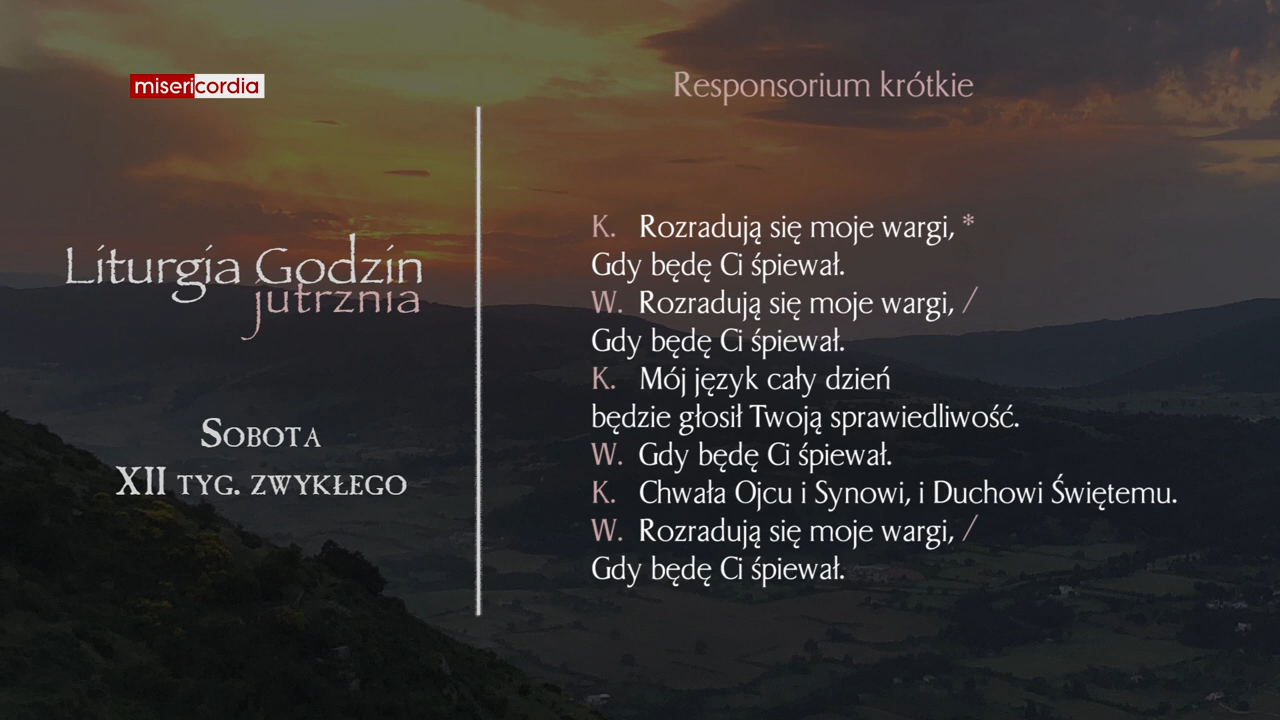 misericordia
Liturgia Godzin
jutrznia
Sobota
XII tyg. zwykłego
Responsorium krótkie
K. Rozradują się moje wargi, *
Gdy będę Ci śpiewał.
W. Rozradują się moje wargi, /
Gdy będę Ci śpiewał.
K. Mój język cały dzień
będzie głosił Twoją sprawiedliwość.
W. Gdy będę Ci śpiewał.
K. Chwała Ojcu i Synowi, i Duchowi Świętemu.
W. Rozradują się moje wargi, /
Gdy będę Ci śpiewał.